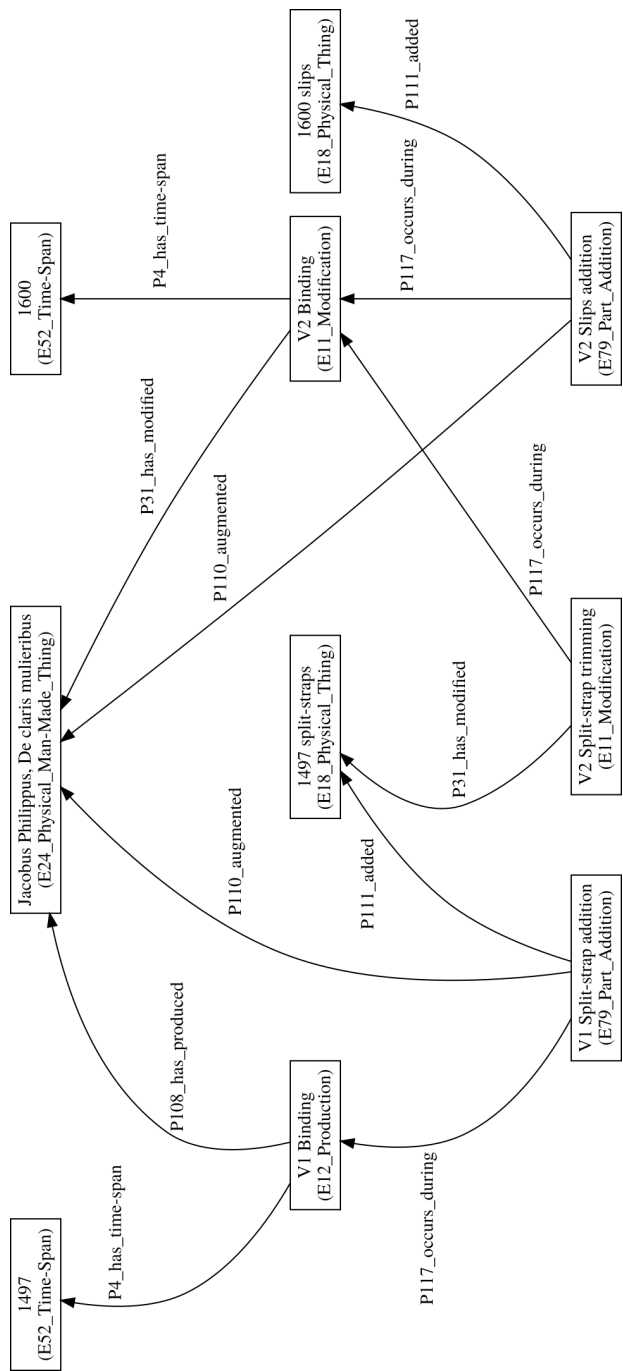 1497
(E52_Time-Span)
Jacobus Philippus, De claris mulieribus
(E24_Physical_Man-Made_Thing)
1600
(E52_Time-Span)
P4_has_time-span
P108_has_produced
P31_has_modified
P4_has_time-span
P110_augmented
P110_augmented
V1 Binding
(E12_Production)
1497 split-straps
(E18_Physical_Thing)
V2 Binding
(E11_Modification)
1600 slips
(E18_Physical_Thing)
P117_occurs_during
P111_added
P31_has_modified
P117_occurs_during
P117_occurs_during
P111_added
V1 Split-strap addition
(E79_Part_Addition)
V2 Split-strap trimming
(E11_Modification)
V2 Slips addition
(E79_Part_Addition)